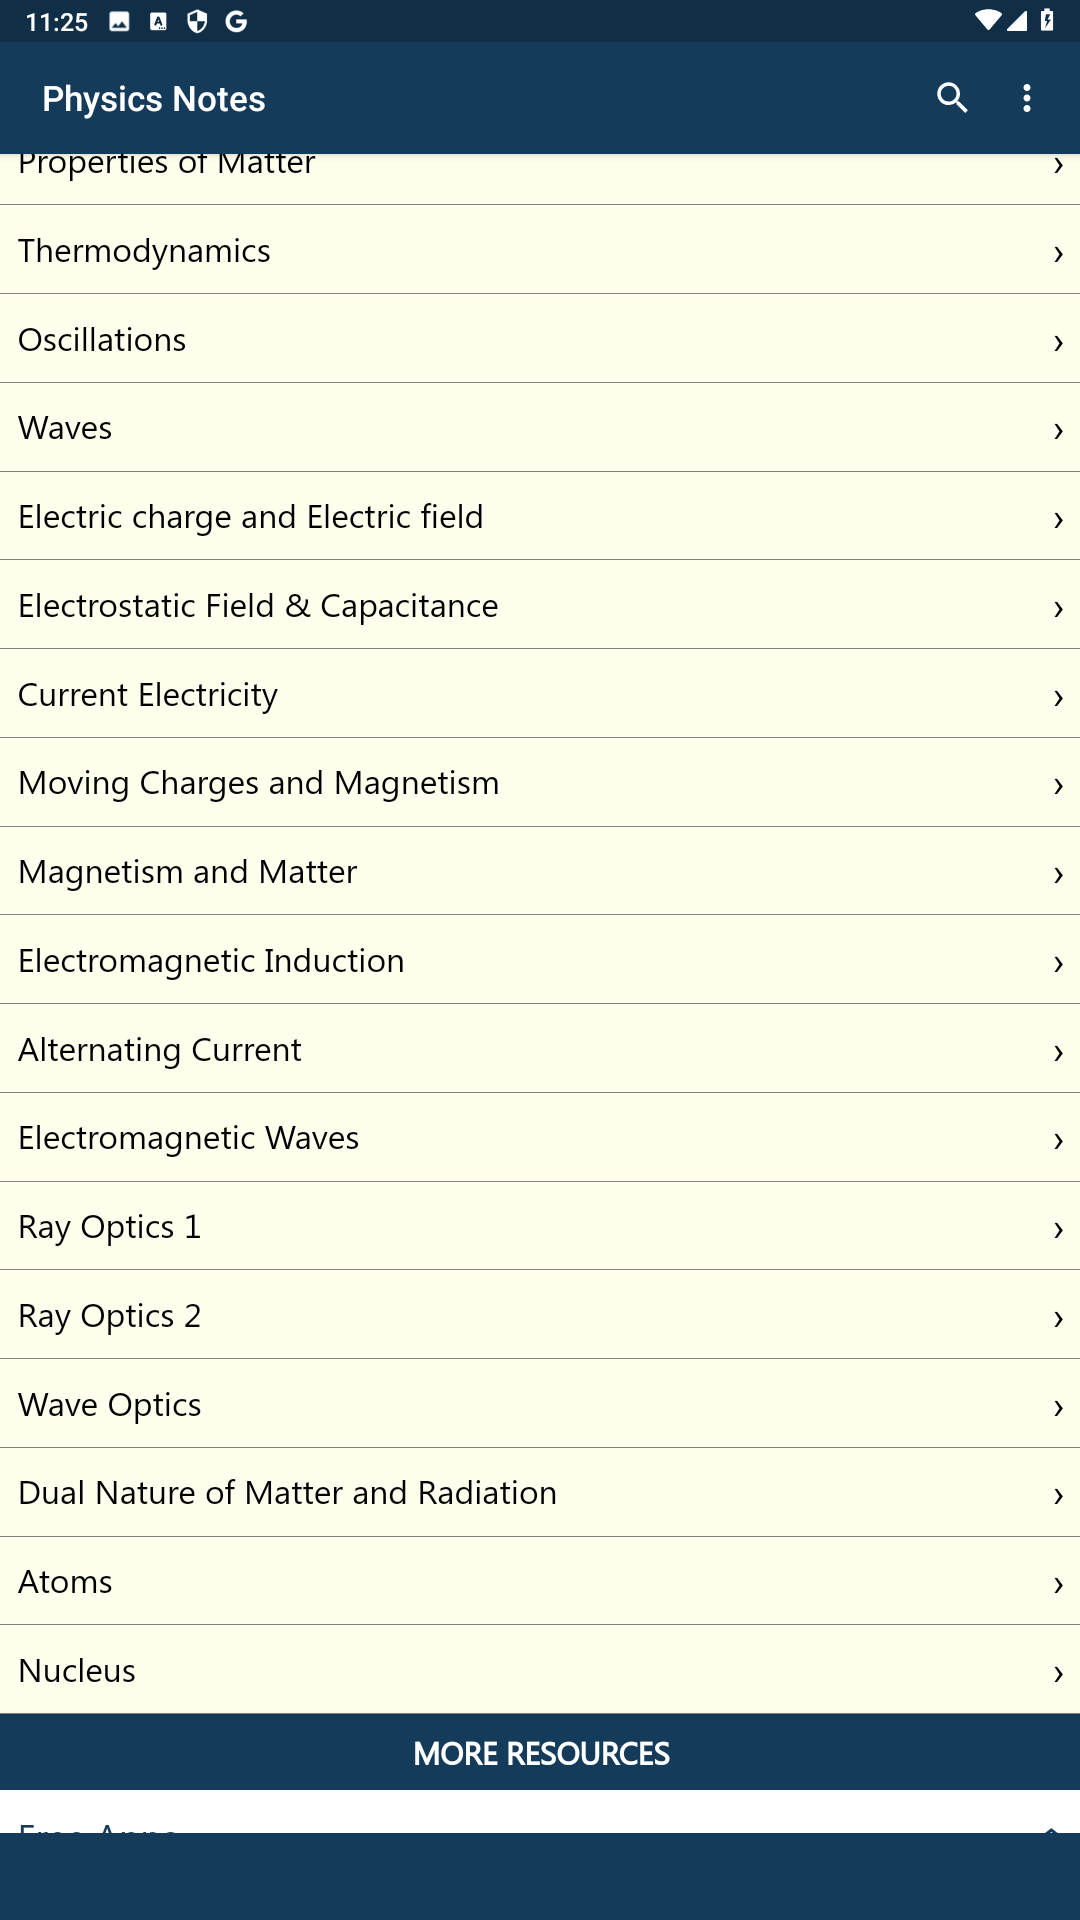 11:25
Physics Notes
Properties of Matter ›
Thermodynamics ›
Oscillations ›
Waves ›
Electric charge and Electric field ›
Electrostatic Field & Capacitance ›
Current Electricity ›
Moving Charges and Magnetism ›
Magnetism and Matter ›
Electromagnetic Induction ›
Alternating Current ›
Electromagnetic Waves ›
Ray Optics 1 ›
Ray Optics 2 ›
Wave Optics ›
Dual Nature of Matter and Radiation ›
Atoms ›
Nucleus ›
MORE RESOURCES
Free Apps